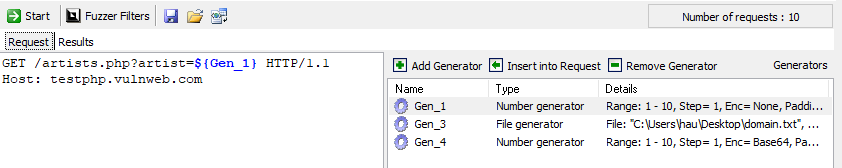 Start Fuzzer Filters Number of requests : 10
Request Results
GET /artists.php?artist=${Gen_1} HTTP/1.1
Host: testphp.vulnweb.com
Add Generator Insert into Request Remove Generator Generators
Name Type Details
Gen_1 Number generator Range: 1 - 10, Step= 1, Enc= None, Paddi...
Gen_3 File generator File: "C:\Users\hau\Desktop\domain.txt", ...
Gen_4 Number generator Range: 1 - 10, Step= 1, Enc= Base64, Pa...